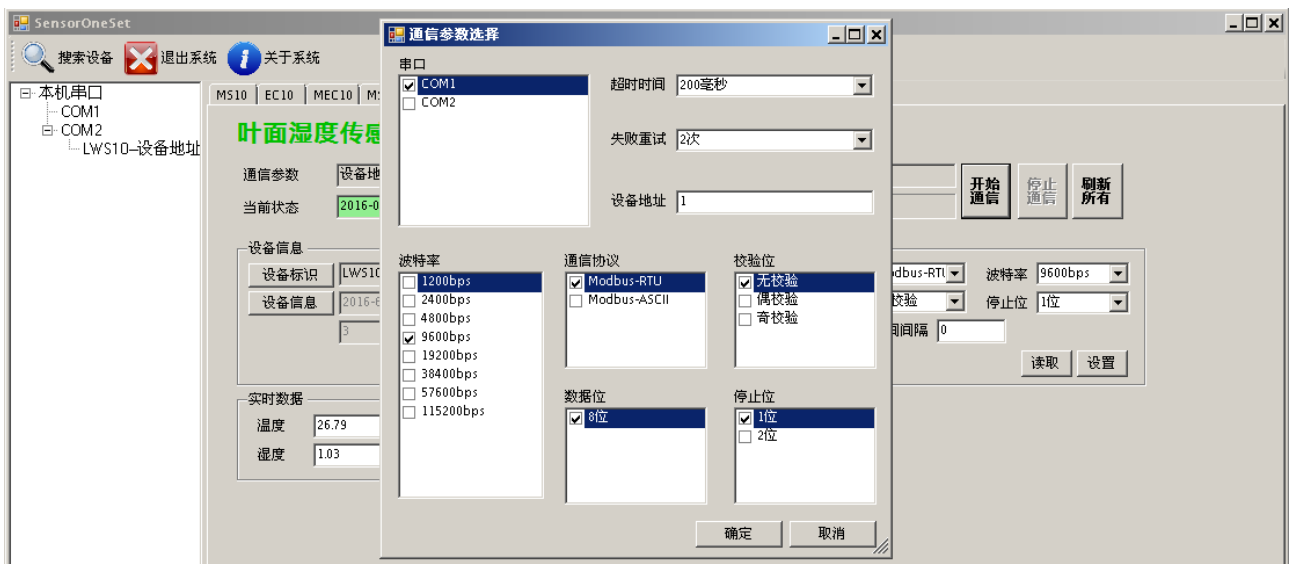 SensorOneSet
搜索设备 退出系统 关于系统
本机串口
COM1
COM2
LWS10—设备地址
MS10 EC10 MEC10
叶面湿度传感
通信参数 设备地
当前状态 2016-0
开始通信 停止通信 刷新所有
设备信息
设备标识 LWS10
设备信息 2016-6
3
dbus-RTU 波特率 9600bps
校验 停止位 1位
间隔 0
读取 设置
实时数据
温度 26.79
湿度 1.03
通信参数选择
串口
COM1
COM2
超时时间 200毫秒
失败重试 2次
设备地址 1
波特率
1200bps
2400bps
4800bps
9600bps
19200bps
38400bps
57600bps
115200bps
通信协议
Modbus-RTU
Modbus-ASCII
校验位
无校验
偶校验
奇校验
数据位
8位
停止位
1位
2位
确定 取消